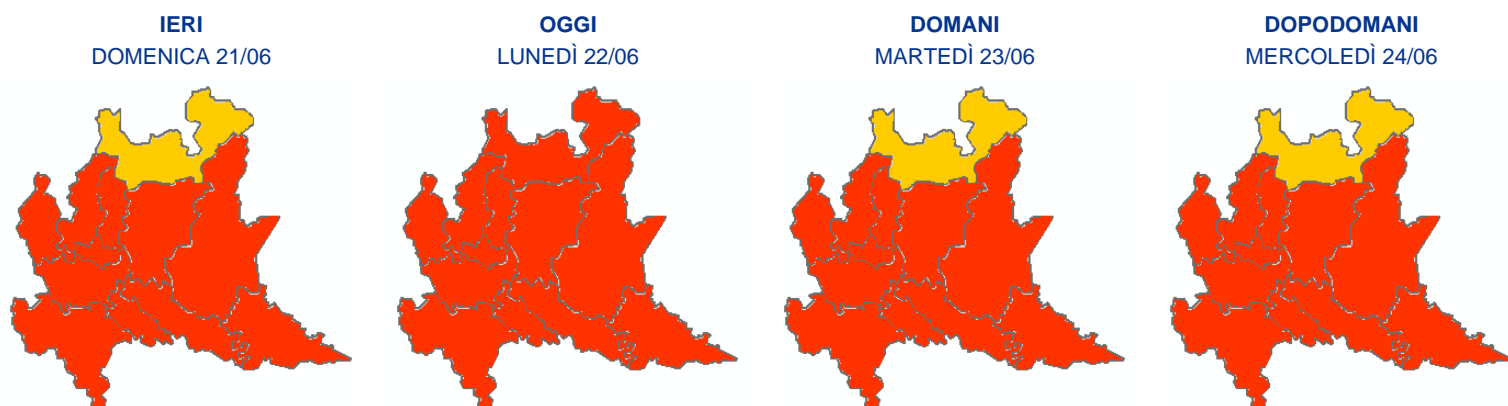 IERI
DOMENICA 21/06
OGGI
LUNEDÌ 22/06
DOMANI
MARTEDÌ 23/06
DOPODOMANI
MERCOLEDÌ 24/06